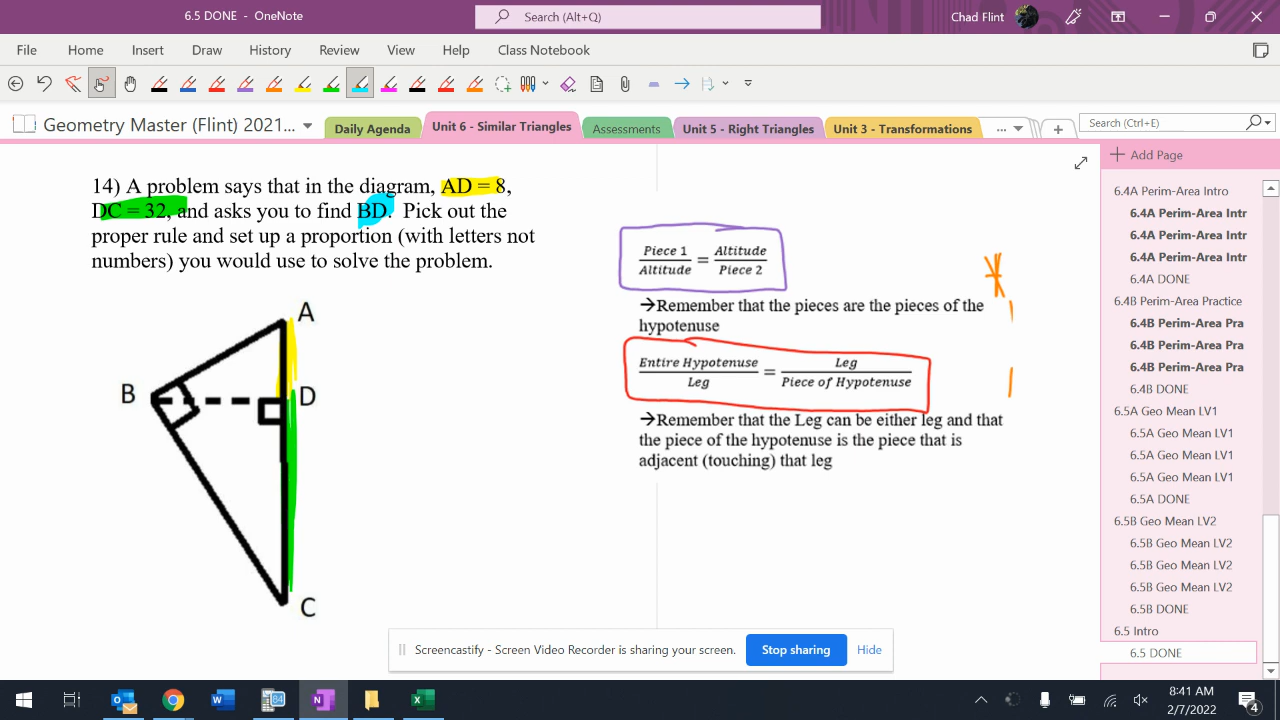 6.5 DONE - OneNote
Search (Alt+Q)
Chad Flint
File Home Insert Draw History Review View Help Class Notebook
Geometry Master (Flint) 2021...
Daily Agenda
Unit 6 - Similar Triangles
Assessments
Unit 5 - Right Triangles
Unit 3 - Transformations
...
Search (Ctrl+E)
14) A problem says that in the diagram, AD = 8,
DC = 32, and asks you to find BD. Pick out the
proper rule and set up a proportion (with letters not
numbers) you would use to solve the problem.
A
B
D
C
Piece 1 / Altitude = Altitude / Piece 2
→Remember that the pieces are the pieces of the
hypotenuse
Entire Hypotenuse / Leg = Leg / Piece of Hypotenuse
→Remember that the Leg can be either leg and that
the piece of the hypotenuse is the piece that is
adjacent (touching) that leg
Add Page
6.4A Perim-Area Intro
6.4A Perim-Area Intr
6.4A Perim-Area Intr
6.4A Perim-Area Intr
6.4A DONE
6.4B Perim-Area Practice
6.4B Perim-Area Pra
6.4B Perim-Area Pra
6.4B Perim-Area Pra
6.4B DONE
6.5A Geo Mean LV1
6.5A Geo Mean LV1
6.5A Geo Mean LV1
6.5A Geo Mean LV1
6.5A DONE
6.5B Geo Mean LV2
6.5B Geo Mean LV2
6.5B Geo Mean LV2
6.5B Geo Mean LV2
6.5B DONE
6.5 Intro
6.5 DONE
Screencastify - Screen Video Recorder is sharing your screen.
Stop sharing
Hide
8:41 AM
2/7/2022
4